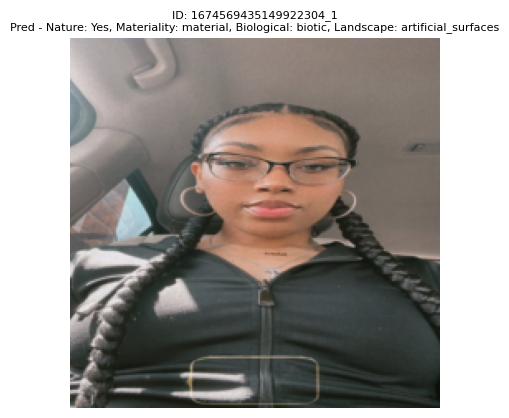 ID: 1674569435149922304_1
Pred - Nature: Yes, Materiality: material, Biological: biotic, Landscape: artificial_surfaces